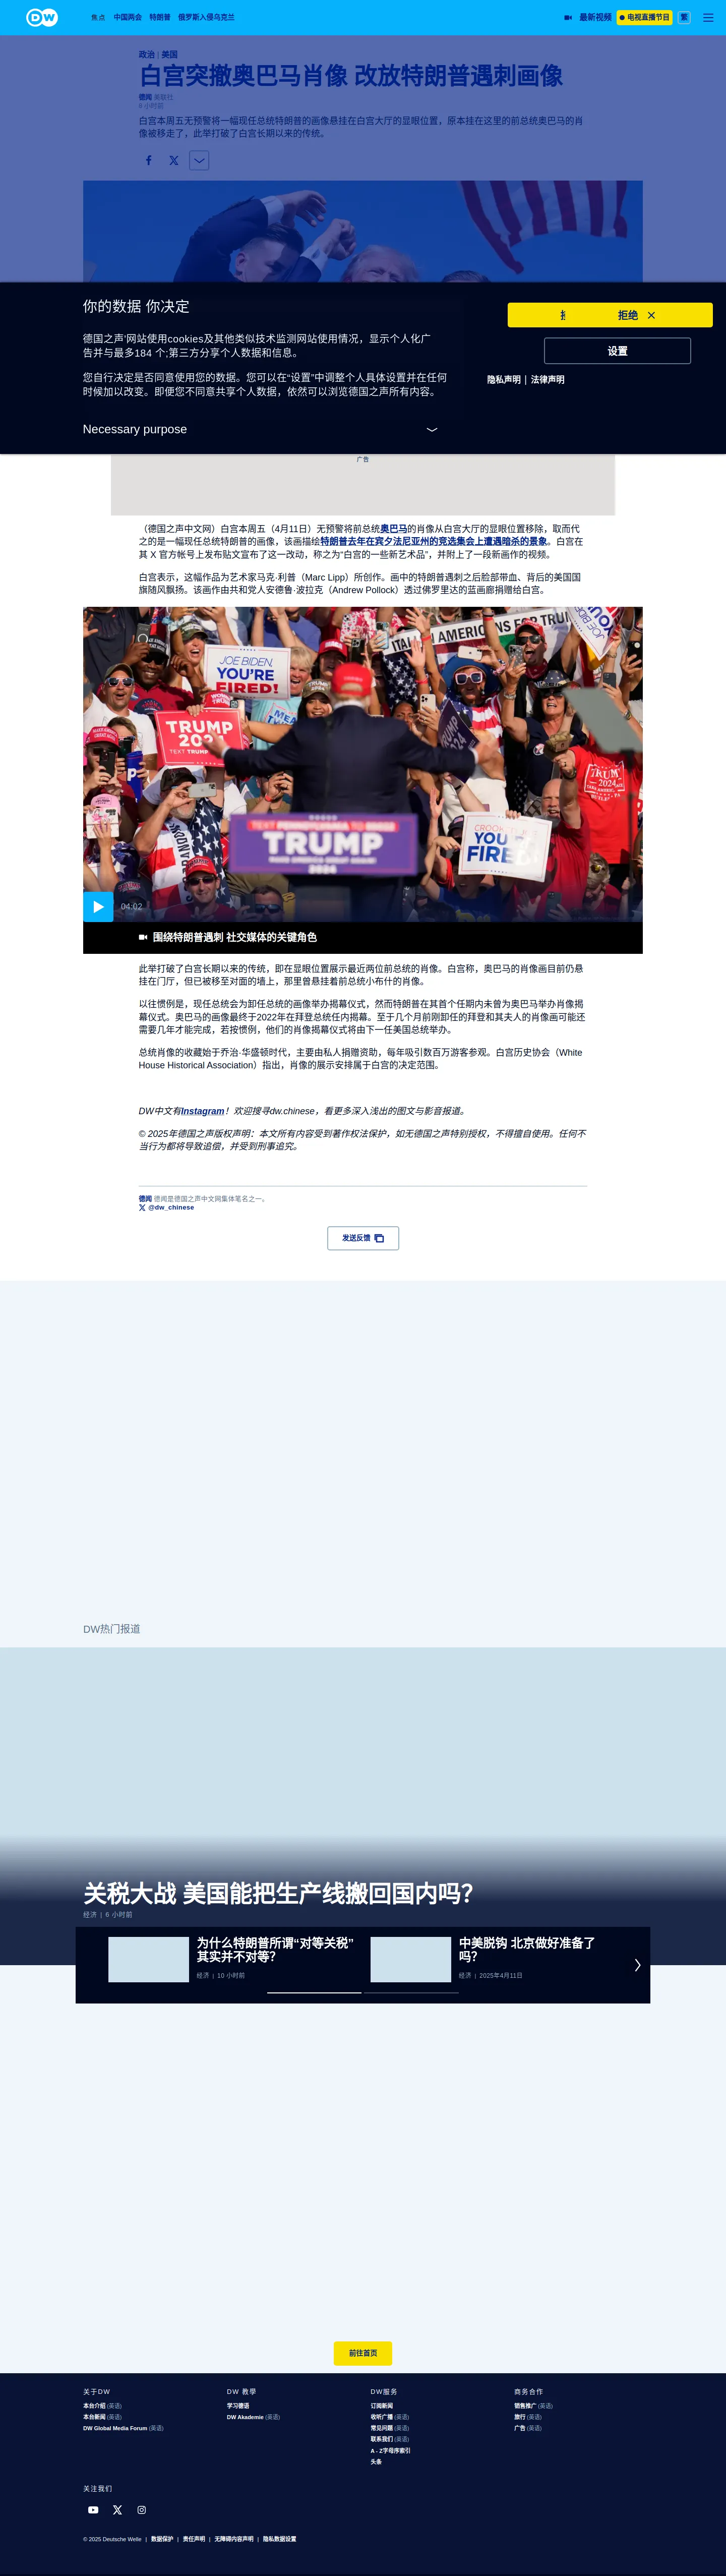 DW
焦点 中国两会 特朗普 俄罗斯人侵乌克兰
最新视频 电视直播节目 繁
政治 | 美国
白宫突撤奥巴马肖像 改放特朗普遇刺画像
德闻 美联社
6 小时前
白宫本周五无预警将一幅现任总统特朗普的画像悬挂在白宫大厅的显眼位置，原本挂在这里的前总统奥巴马的肖
像被移走了，此举打破了白宫长期以来的传统。
你的数据 你决定
德国之声'网站使用cookies及其他类似技术监测网站使用情况，显示个人化广
告并与最多184 个;第三方分享个人数据和信息。
您自行决定是否同意使用您的数据。您可以在“设置”中调整个人具体设置并在任何
时候加以改变。即便您不同意共享个人数据，依然可以浏览德国之声所有内容。
Necessary purpose
拒绝
设置
隐私声明 | 法律声明
广告
（德国之声中文网）白宫本周五（4月11日）无预警将前总统奥巴马的肖像从白宫大厅的显眼位置移除，取而代
之的是一幅现任总统特朗普的画像，该画描绘特朗普去年在宾夕法尼亚州的竞选集会上遭遇暗杀的景象。白宫在
其 X 官方帐号上发布贴文宣布了这一改动，称之为“白宫的一些新艺术品”，并附上了一段新画作的视频。
白宫表示，这幅作品为艺术家马克·利普（Marc Lipp）所创作。画中的特朗普遇刺之后脸部带血、背后的美国国
旗随风飘扬。该画作由共和党人安德鲁·波拉克（Andrew Pollock）透过佛罗里达的蓝画廊捐赠给白宫。
JOE BIDEN,
YOU'RE
FIRED!
AMERICANS FOR TRUMP
TRUMP
TEXT PENNSYLVANIA TO
TRUMP
2024
TRUMP
2024
BUTLER, PA
04:02
围绕特朗普遇刺 社交媒体的关键角色
此举打破了白宫长期以来的传统，即在显眼位置展示最近两位前总统的肖像。白宫称，奥巴马的肖像画目前仍悬
挂在门厅，但已被移至对面的墙上，那里曾悬挂着前总统小布什的肖像。
以往惯例是，现任总统会为卸任总统的画像举办揭幕仪式，然而特朗普在其首个任期内未曾为奥巴马举办肖像揭
幕仪式。奥巴马的画像最终于2022年在拜登总统任内揭幕。至于几个月前刚卸任的拜登和其夫人的肖像画可能还
需要几年才能完成，若按惯例，他们的肖像揭幕仪式将由下一任美国总统举办。
总统肖像的收藏始于乔治·华盛顿时代，主要由私人捐赠资助，每年吸引数百万游客参观。白宫历史协会（White
House Historical Association）指出，肖像的展示安排属于白宫的决定范围。
DW中文有Instagram！欢迎搜寻dw.chinese，看更多深入浅出的图文与影音报道。
© 2025年德国之声版权声明：本文所有内容受到著作权法保护，如无德国之声特别授权，不得擅自使用。任何不
当行为都将导致追偿，并受到刑事追究。
德闻 德闻是德国之声中文网集体笔名之一。
@dw_chinese
发送反馈
DW热门报道
关税大战 美国能把生产线搬回国内吗？
经济 | 6 小时前
为什么特朗普所谓“对等关税”
其实并不对等？
经济 | 10 小时前
中美脱钩 北京做好准备了
吗？
经济 | 2025年4月11日
前往首页
关于DW
本台介绍 (英语)
本台新闻 (英语)
DW Global Media Forum (英语)
DW 教學
学习德语
DW Akademie (英语)
DW服务
订阅新闻
收听广播 (英语)
常见问题 (英语)
联系我们 (英语)
A - Z字母序索引
头条
商务合作
销售推广 (英语)
旅行 (英语)
广告 (英语)
关注我们
© 2025 Deutsche Welle | 数据保护 | 责任声明 | 无障碍内容声明 | 隐私数据设置